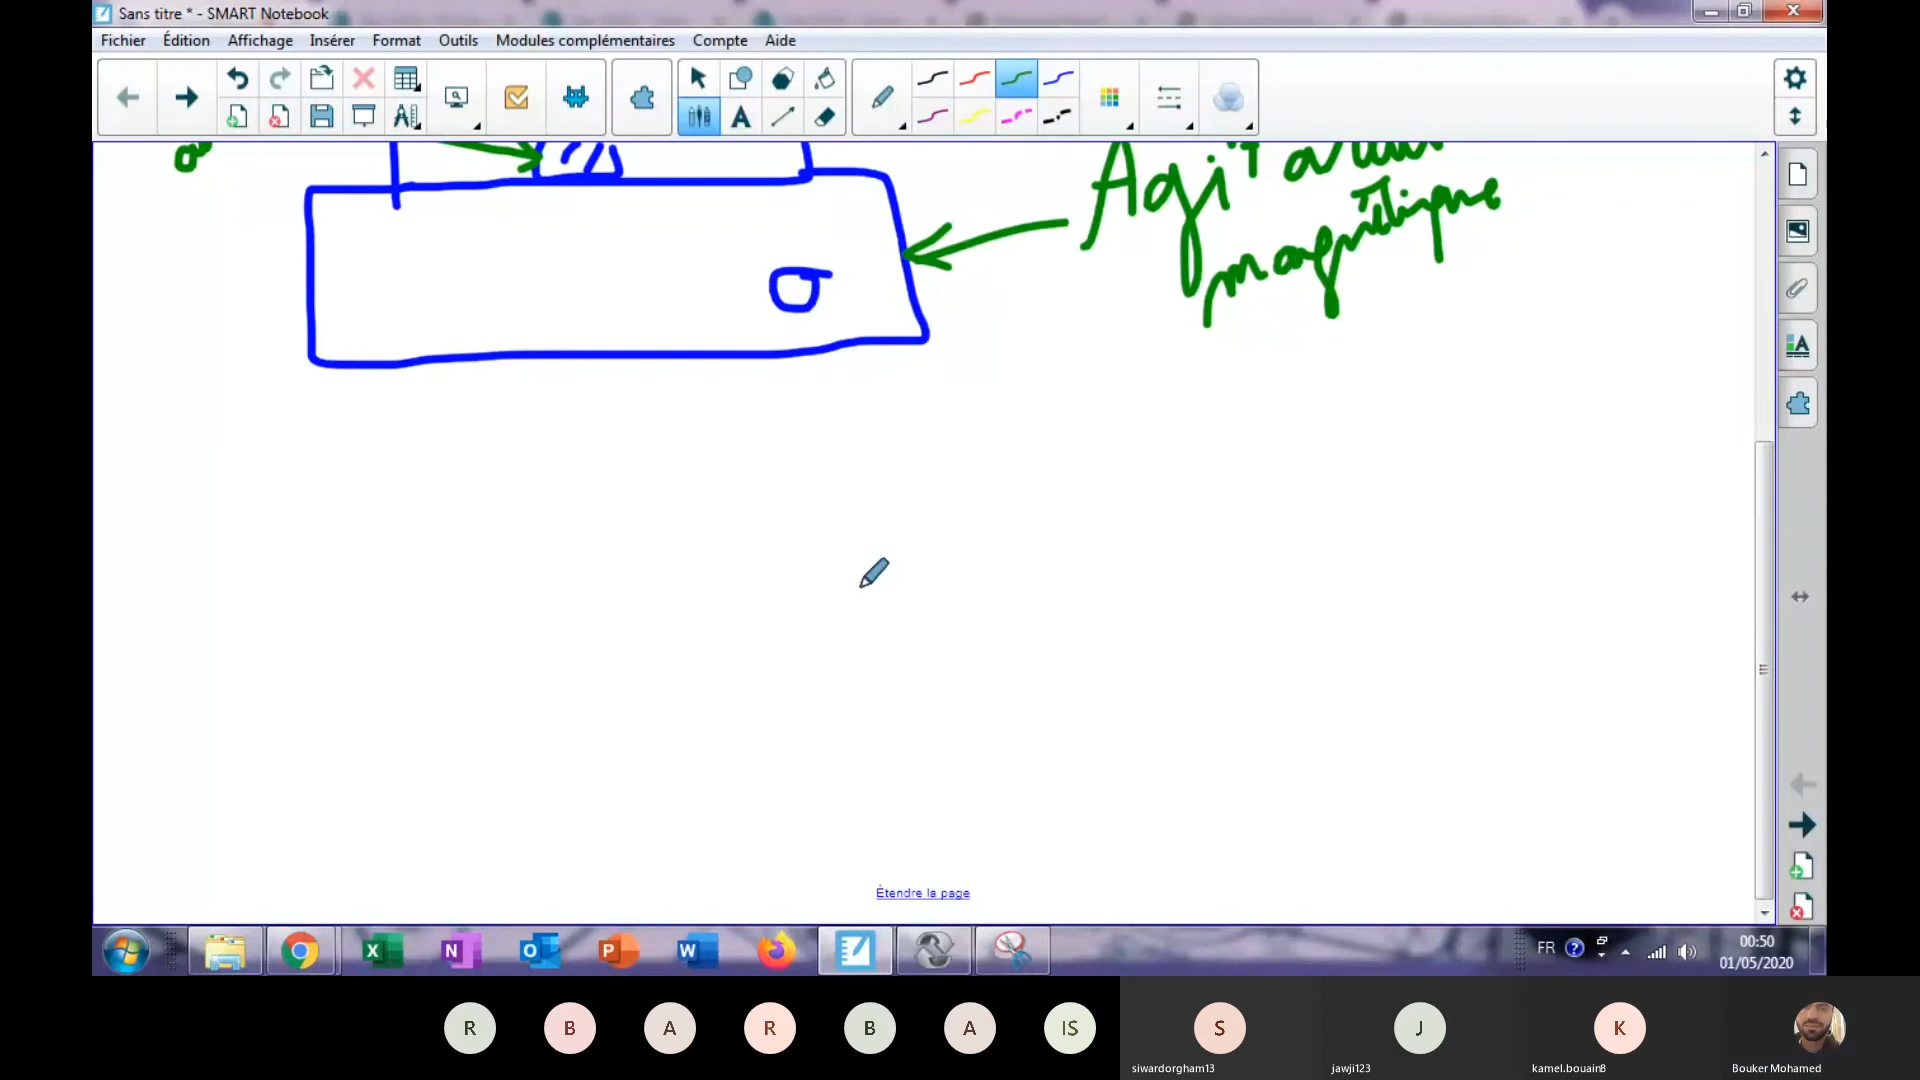 Sans titre * - SMART Notebook
Fichier Édition Affichage Insérer Format Outils Modules complémentaires Compte Aide
magnétique
Étendre la page
FR
00:50
01/05/2020
R B A R B A IS S J K
siwardorgham13 jawji123 kamel.bouain8 Bouker Mohamed